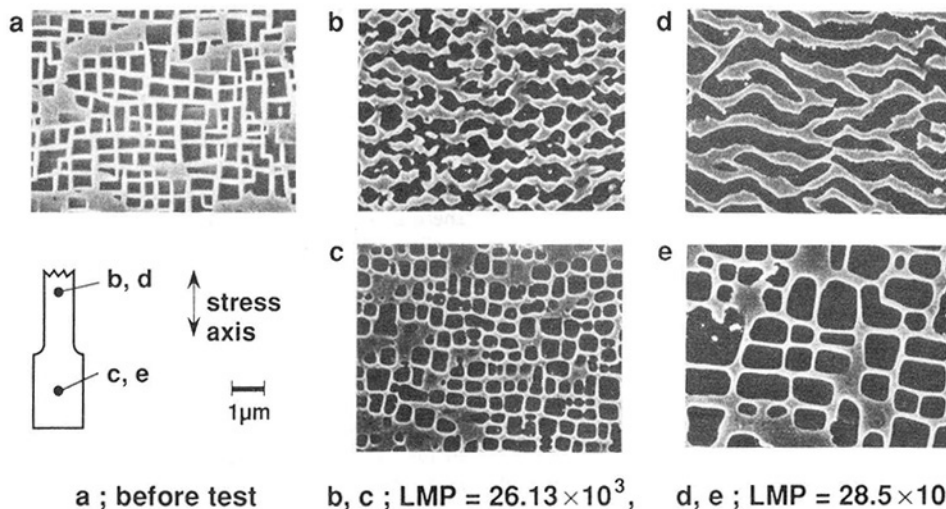 a
b
d
b, d
stress
axis
c, e
1μm
c
e
a ; before test
b, c ; LMP = 26.13×10³,
d, e ; LMP = 28.5×10